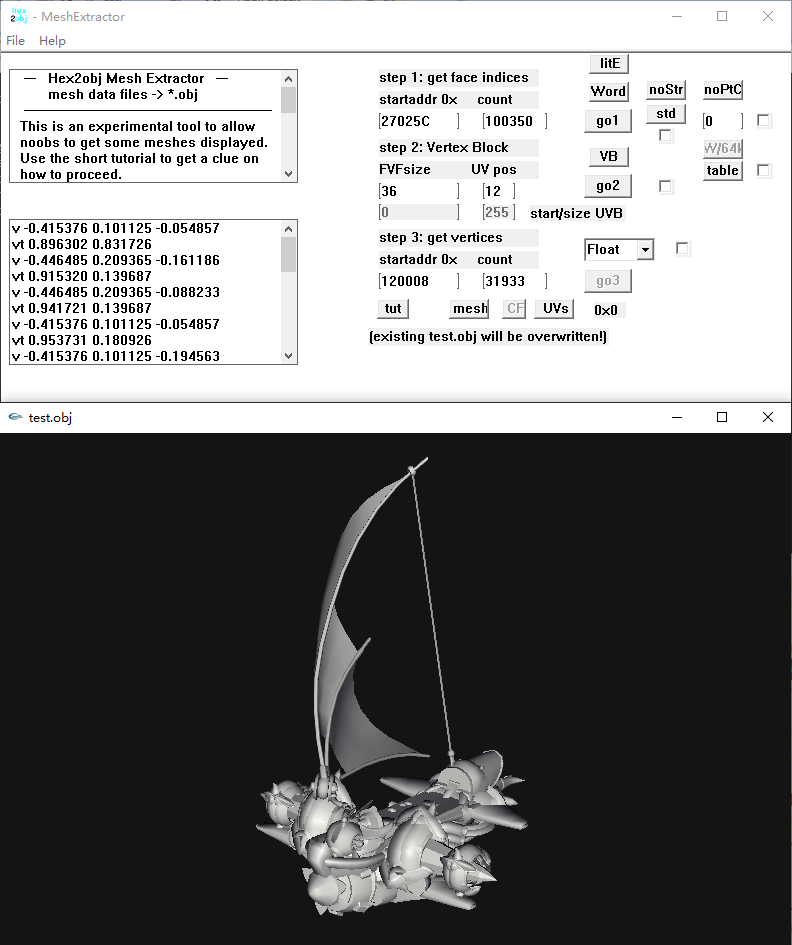 Hex
2obj
- MeshExtractor
File Help
— Hex2obj Mesh Extractor —
mesh data files -> *.obj
This is an experimental tool to allow
noobs to get some meshes displayed.
Use the short tutorial to get a clue on
how to proceed.
v -0.415376 0.101125 -0.054857
vt 0.896302 0.831726
v -0.446485 0.209365 -0.161186
vt 0.915320 0.139687
v -0.446485 0.209365 -0.088233
vt 0.941721 0.139687
v -0.415376 0.101125 -0.054857
vt 0.953731 0.180926
v -0.415376 0.101125 -0.194563
step 1: get face indices
startaddr 0x count
27025C 100350
step 2: Vertex Block
FVFsize UV pos
36 12
0 255 start/size UVB
step 3: get vertices
startaddr 0x count
120008 31933
tut mesh CF UVs 0x0
(existing test.obj will be overwritten!)
litE
Word noStr noPtC
go1 std 0
VB W/64k
go2 table
Float
go3
test.obj